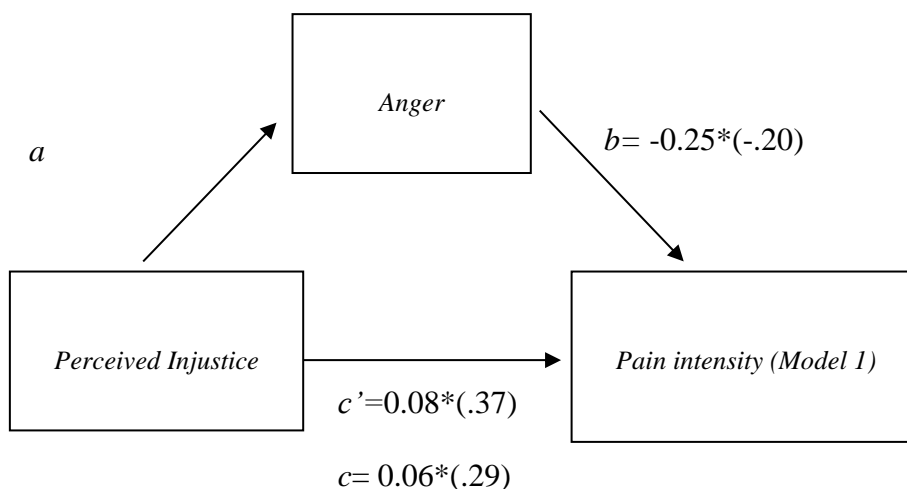 Anger
b= -0.25*(-.20)
a
Perceived Injustice
Pain intensity (Model 1)
c’=0.08*(.37)
c= 0.06*(.29)